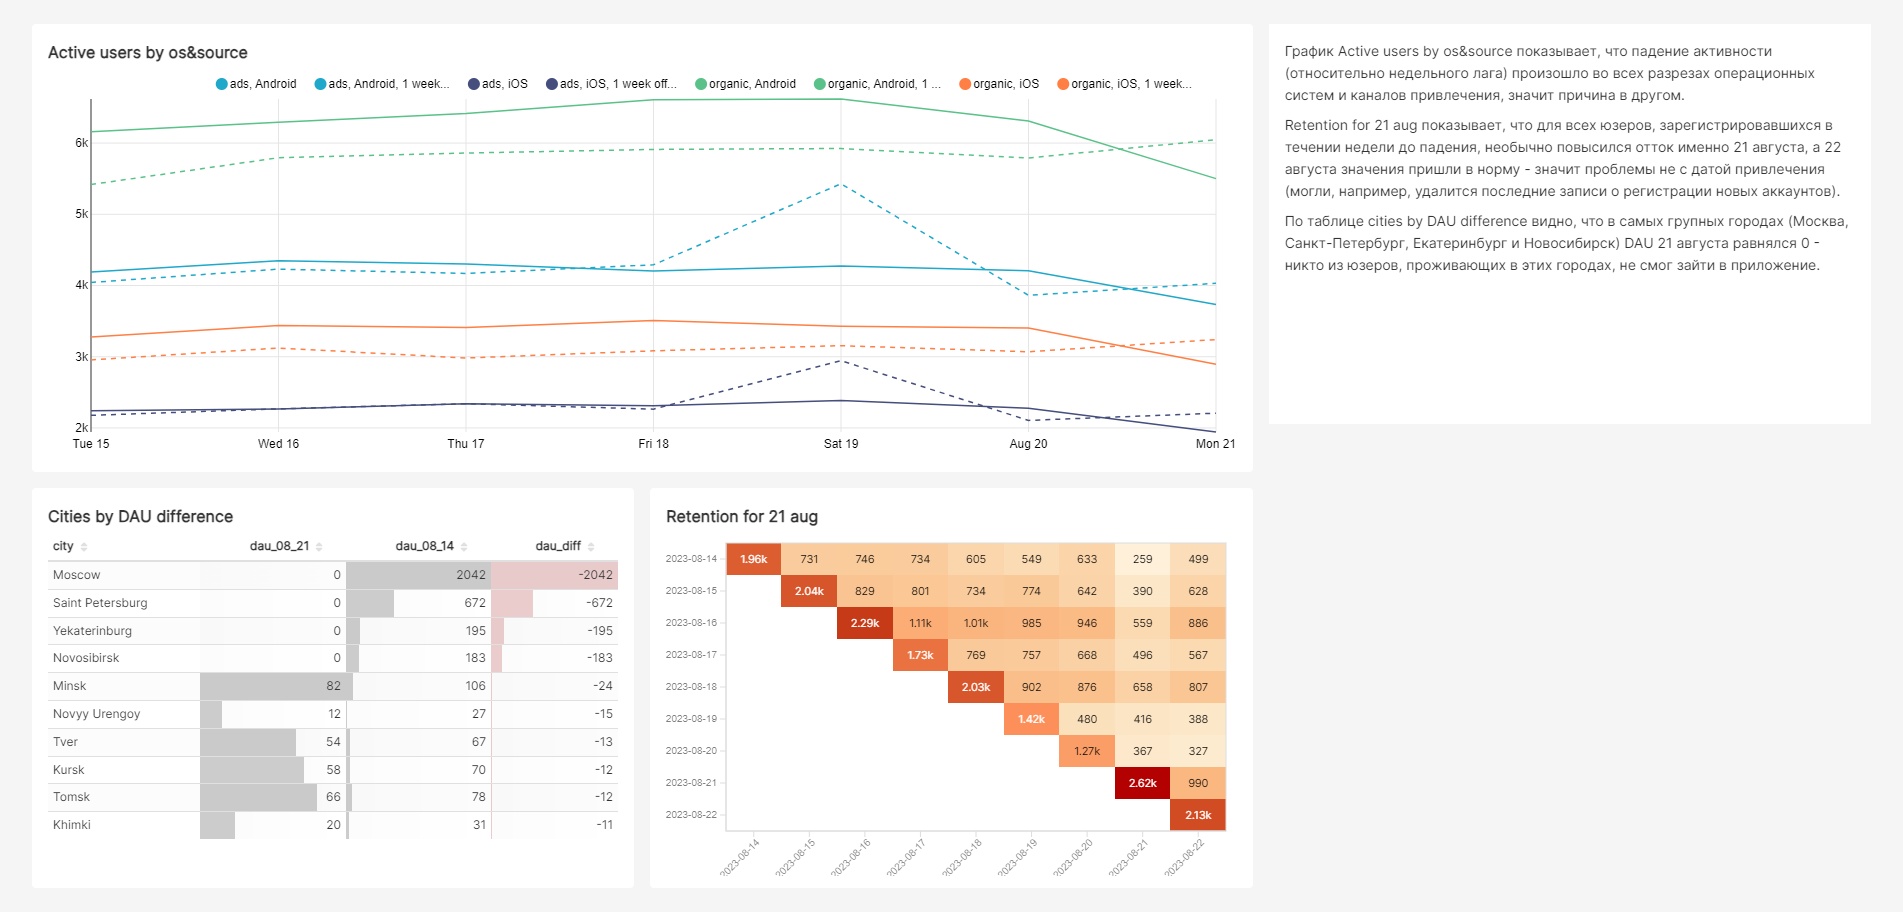 Active users by os&source
ads, Android
ads, Android, 1 week...
ads, iOS
ads, iOS, 1 week off...
organic, Android
organic, Android, 1 ...
organic, iOS
organic, iOS, 1 week...
6k
5k
4k
3k
2k
Tue 15
Wed 16
Thu 17
Fri 18
Sat 19
Aug 20
Mon 21
График Active users by os&source показывает, что падение активности
(относительно недельного лага) произошло во всех разрезах операционных
систем и каналов привлечения, значит причина в другом.
Retention for 21 aug показывает, что для всех юзеров, зарегистрировавшихся в
течении недели до падения, необычно повысился отток именно 21 августа, а 22
августа значения пришли в норму - значит проблемы не с датой привлечения
(могли, например, удалится последние записи о регистрации новых аккаунтов).
По таблице cities by DAU difference видно, что в самых групных городах (Москва,
Санкт-Петербург, Екатеринбург и Новосибирск) DAU 21 августа равнялся 0 -
никто из юзеров, проживающих в этих городах, не смог зайти в приложение.
Cities by DAU difference
city dau_08_21 dau_08_14 dau_diff
Moscow 0 2042 -2042
Saint Petersburg 0 672 -672
Yekaterinburg 0 195 -195
Novosibirsk 0 183 -183
Minsk 82 106 -24
Novyy Urengoy 12 27 -15
Tver 54 67 -13
Kursk 58 70 -12
Tomsk 66 78 -12
Khimki 20 31 -11
Retention for 21 aug
2023-08-14 1.96k 731 746 734 605 549 633 259 499
2023-08-15 2.04k 829 801 734 774 642 390 628
2023-08-16 2.29k 1.11k 1.01k 985 946 559 886
2023-08-17 1.73k 769 757 668 496 567
2023-08-18 2.03k 902 876 658 807
2023-08-19 1.42k 480 416 388
2023-08-20 1.27k 367 327
2023-08-21 2.62k 990
2023-08-22 2.13k
2023-08-14
2023-08-15
2023-08-16
2023-08-17
2023-08-18
2023-08-19
2023-08-20
2023-08-21
2023-08-22